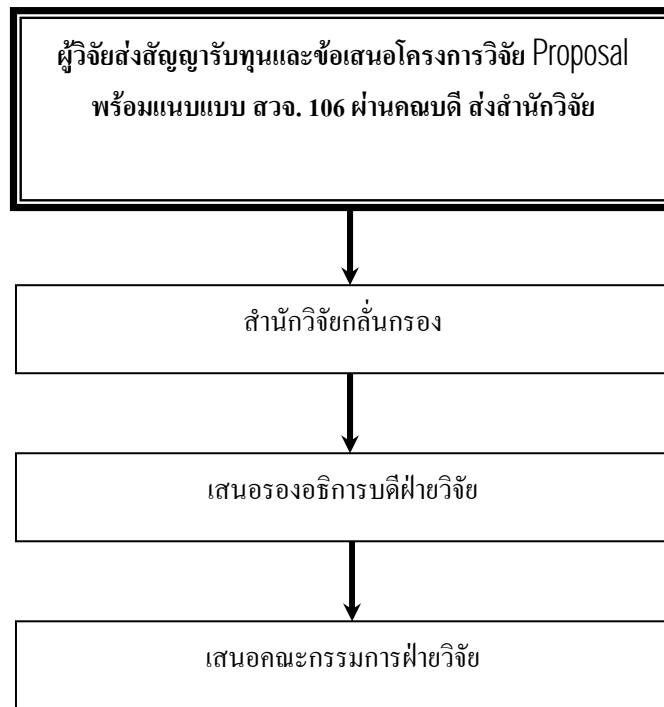 ผู้วิจัยส่งสัญญารับทุนและข้อเสนอโครงการวิจัย Proposal
พร้อมแนบแบบ สวจ. 106 ผ่านคณบดี ส่งสำนักวิจัย
สำนักวิจัยกลั่นกรอง
เสนอรองอธิการบดีฝ่ายวิจัย
เสนอคณะกรรมการฝ่ายวิจัย